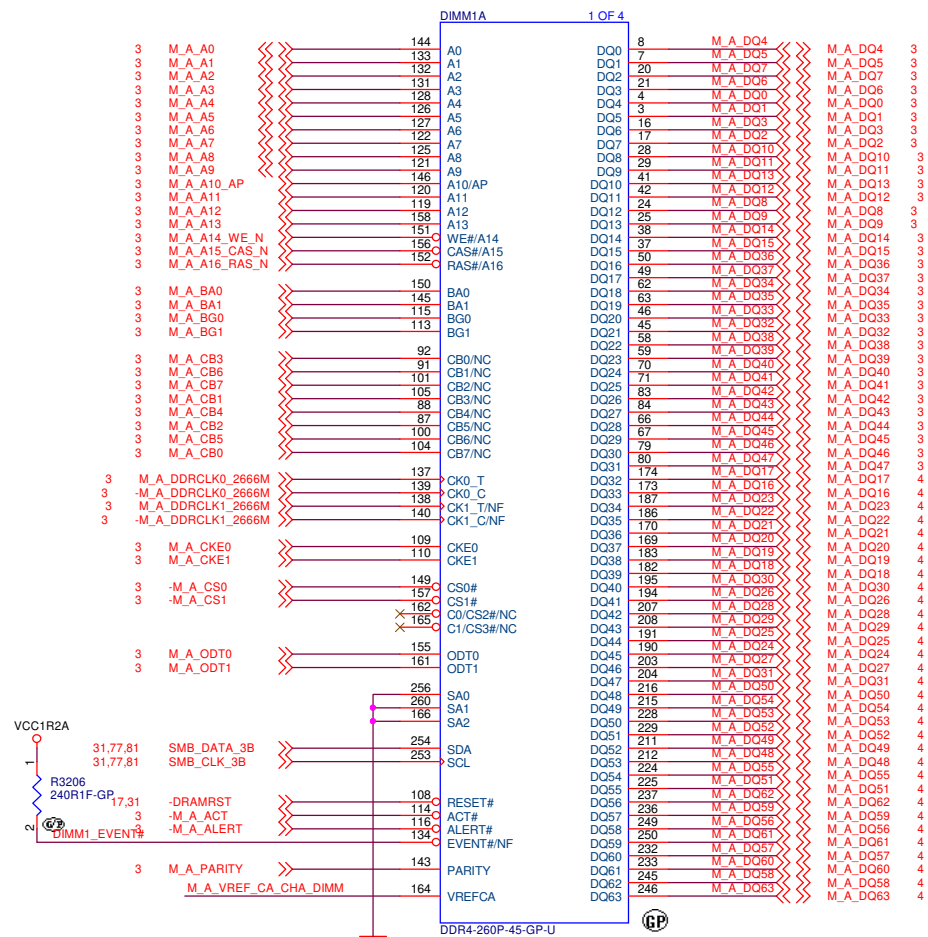 DIMM1A 1 OF 4
3 M_A_A0 144 A0
3 M_A_A1 133 A1
3 M_A_A2 132 A2
3 M_A_A3 131 A3
3 M_A_A4 128 A4
3 M_A_A5 126 A5
3 M_A_A6 127 A6
3 M_A_A7 122 A7
3 M_A_A8 125 A8
3 M_A_A9 121 A9
3 M_A_A10_AP 146 A10/AP
3 M_A_A11 120 A11
3 M_A_A12 119 A12
3 M_A_A13 158 A13
3 M_A_A14_WE_N 151 WE#/A14
3 M_A_A15_CAS_N 156 CAS#/A15
3 M_A_A16_RAS_N 152 RAS#/A16
3 M_A_BA0 150 BA0
3 M_A_BA1 145 BA1
3 M_A_BG0 115 BG0
3 M_A_BG1 113 BG1
3 M_A_CB3 92 CB0/NC
3 M_A_CB6 91 CB1/NC
3 M_A_CB7 101 CB2/NC
3 M_A_CB1 105 CB3/NC
3 M_A_CB4 88 CB4/NC
3 M_A_CB2 87 CB5/NC
3 M_A_CB5 100 CB6/NC
3 M_A_CB0 104 CB7/NC
3 M_A_DDRCLK0_2666M 137 CK0_T
3 -M_A_DDRCLK0_2666M 139 CK0_C
3 M_A_DDRCLK1_2666M 138 CK1_T/NF
3 -M_A_DDRCLK1_2666M 140 CK1_C/NF
3 M_A_CKE0 109 CKE0
3 M_A_CKE1 110 CKE1
3 -M_A_CS0 149 CS0#
3 -M_A_CS1 157 CS1#
162 C0/CS2#/NC
165 C1/CS3#/NC
3 M_A_ODT0 155 ODT0
3 M_A_ODT1 161 ODT1
256 SA0
260 SA1
166 SA2
VCC1R2A
31,77,81 SMB_DATA_3B 254 SDA
31,77,81 SMB_CLK_3B 253 SCL
1
R3206
240R1F-GP
2
GP
17,31 -DRAMRST 108 RESET#
3 -M_A_ACT 114 ACT#
3 -M_A_ALERT 116 ALERT#
DIMM1_EVENT# 134 EVENT#/NF
3 M_A_PARITY 143 PARITY
M_A_VREF_CA_CHA_DIMM 164 VREFCA
DQ0 8 M_A_DQ4 M_A_DQ4 3
DQ1 7 M_A_DQ5 M_A_DQ5 3
DQ2 20 M_A_DQ7 M_A_DQ7 3
DQ3 21 M_A_DQ6 M_A_DQ6 3
DQ4 4 M_A_DQ0 M_A_DQ0 3
DQ5 3 M_A_DQ1 M_A_DQ1 3
DQ6 16 M_A_DQ3 M_A_DQ3 3
DQ7 17 M_A_DQ2 M_A_DQ2 3
DQ8 28 M_A_DQ10 M_A_DQ10 3
DQ9 29 M_A_DQ11 M_A_DQ11 3
DQ10 41 M_A_DQ13 M_A_DQ13 3
DQ11 42 M_A_DQ12 M_A_DQ12 3
DQ12 24 M_A_DQ8 M_A_DQ8 3
DQ13 25 M_A_DQ9 M_A_DQ9 3
DQ14 38 M_A_DQ14 M_A_DQ14 3
DQ15 37 M_A_DQ15 M_A_DQ15 3
DQ16 50 M_A_DQ36 M_A_DQ36 3
DQ17 49 M_A_DQ37 M_A_DQ37 3
DQ18 62 M_A_DQ34 M_A_DQ34 3
DQ19 63 M_A_DQ35 M_A_DQ35 3
DQ20 46 M_A_DQ33 M_A_DQ33 3
DQ21 45 M_A_DQ32 M_A_DQ32 3
DQ22 58 M_A_DQ38 M_A_DQ38 3
DQ23 59 M_A_DQ39 M_A_DQ39 3
DQ24 70 M_A_DQ40 M_A_DQ40 3
DQ25 71 M_A_DQ41 M_A_DQ41 3
DQ26 83 M_A_DQ42 M_A_DQ42 3
DQ27 84 M_A_DQ43 M_A_DQ43 3
DQ28 66 M_A_DQ44 M_A_DQ44 3
DQ29 67 M_A_DQ45 M_A_DQ45 3
DQ30 79 M_A_DQ46 M_A_DQ46 3
DQ31 80 M_A_DQ47 M_A_DQ47 3
DQ32 174 M_A_DQ17 M_A_DQ17 4
DQ33 173 M_A_DQ16 M_A_DQ16 4
DQ34 187 M_A_DQ23 M_A_DQ23 4
DQ35 186 M_A_DQ22 M_A_DQ22 4
DQ36 170 M_A_DQ21 M_A_DQ21 4
DQ37 169 M_A_DQ20 M_A_DQ20 4
DQ38 183 M_A_DQ19 M_A_DQ19 4
DQ39 182 M_A_DQ18 M_A_DQ18 4
DQ40 195 M_A_DQ30 M_A_DQ30 4
DQ41 194 M_A_DQ26 M_A_DQ26 4
DQ42 207 M_A_DQ28 M_A_DQ28 4
DQ43 208 M_A_DQ29 M_A_DQ29 4
DQ44 191 M_A_DQ25 M_A_DQ25 4
DQ45 190 M_A_DQ24 M_A_DQ24 4
DQ46 203 M_A_DQ27 M_A_DQ27 4
DQ47 204 M_A_DQ31 M_A_DQ31 4
DQ48 216 M_A_DQ50 M_A_DQ50 4
DQ49 215 M_A_DQ54 M_A_DQ54 4
DQ50 228 M_A_DQ53 M_A_DQ53 4
DQ51 229 M_A_DQ52 M_A_DQ52 4
DQ52 211 M_A_DQ49 M_A_DQ49 4
DQ53 212 M_A_DQ48 M_A_DQ48 4
DQ54 224 M_A_DQ55 M_A_DQ55 4
DQ55 225 M_A_DQ51 M_A_DQ51 4
DQ56 237 M_A_DQ62 M_A_DQ62 4
DQ57 236 M_A_DQ59 M_A_DQ59 4
DQ58 249 M_A_DQ56 M_A_DQ56 4
DQ59 250 M_A_DQ61 M_A_DQ61 4
DQ60 232 M_A_DQ57 M_A_DQ57 4
DQ61 233 M_A_DQ60 M_A_DQ60 4
DQ62 245 M_A_DQ58 M_A_DQ58 4
DQ63 246 M_A_DQ63 M_A_DQ63 4
GP
DDR4-260P-45-GP-U